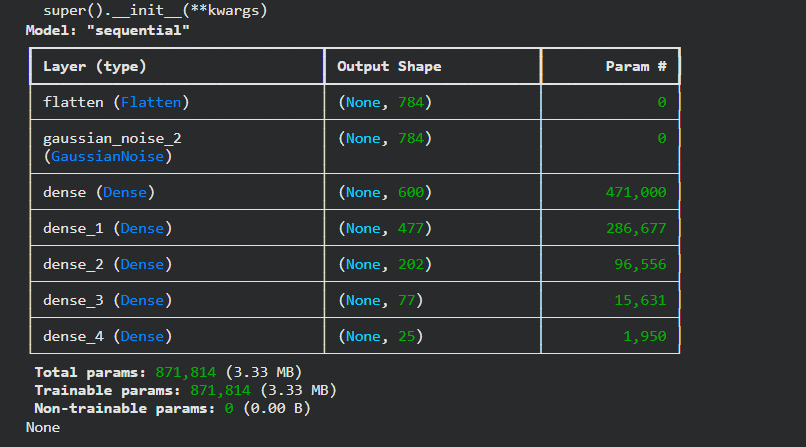 super().__init__(**kwargs)
Model: "sequential"
Layer (type) Output Shape Param #
flatten (Flatten) (None, 784) 0
gaussian_noise_2 (None, 784) 0
(GaussianNoise)
dense (Dense) (None, 600) 471,000
dense_1 (Dense) (None, 477) 286,677
dense_2 (Dense) (None, 202) 96,556
dense_3 (Dense) (None, 77) 15,631
dense_4 (Dense) (None, 25) 1,950
Total params: 871,814 (3.33 MB)
Trainable params: 871,814 (3.33 MB)
Non-trainable params: 0 (0.00 B)
None